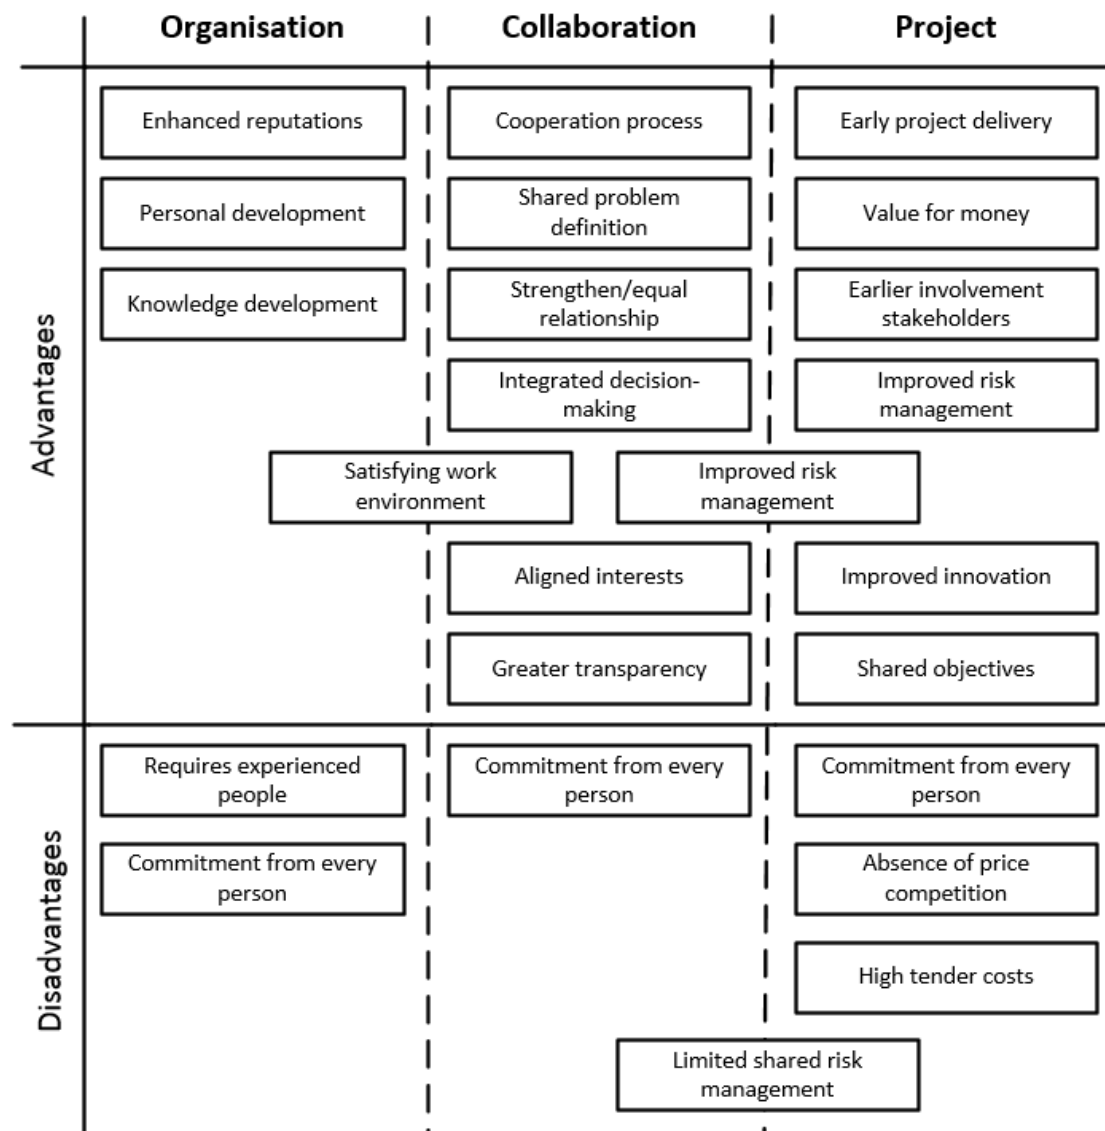 Organisation
Collaboration
Project
Advantages
Enhanced reputations
Cooperation process
Early project delivery
Personal development
Shared problem
definition
Value for money
Knowledge development
Strengthen/equal
relationship
Earlier involvement
stakeholders
Integrated decision-
making
Improved risk
management
Satisfying work
environment
Improved risk
management
Aligned interests
Improved innovation
Greater transparency
Shared objectives
Disadvantages
Requires experienced
people
Commitment from every
person
Commitment from every
person
Commitment from every
person
Absence of price
competition
High tender costs
Limited shared risk
management